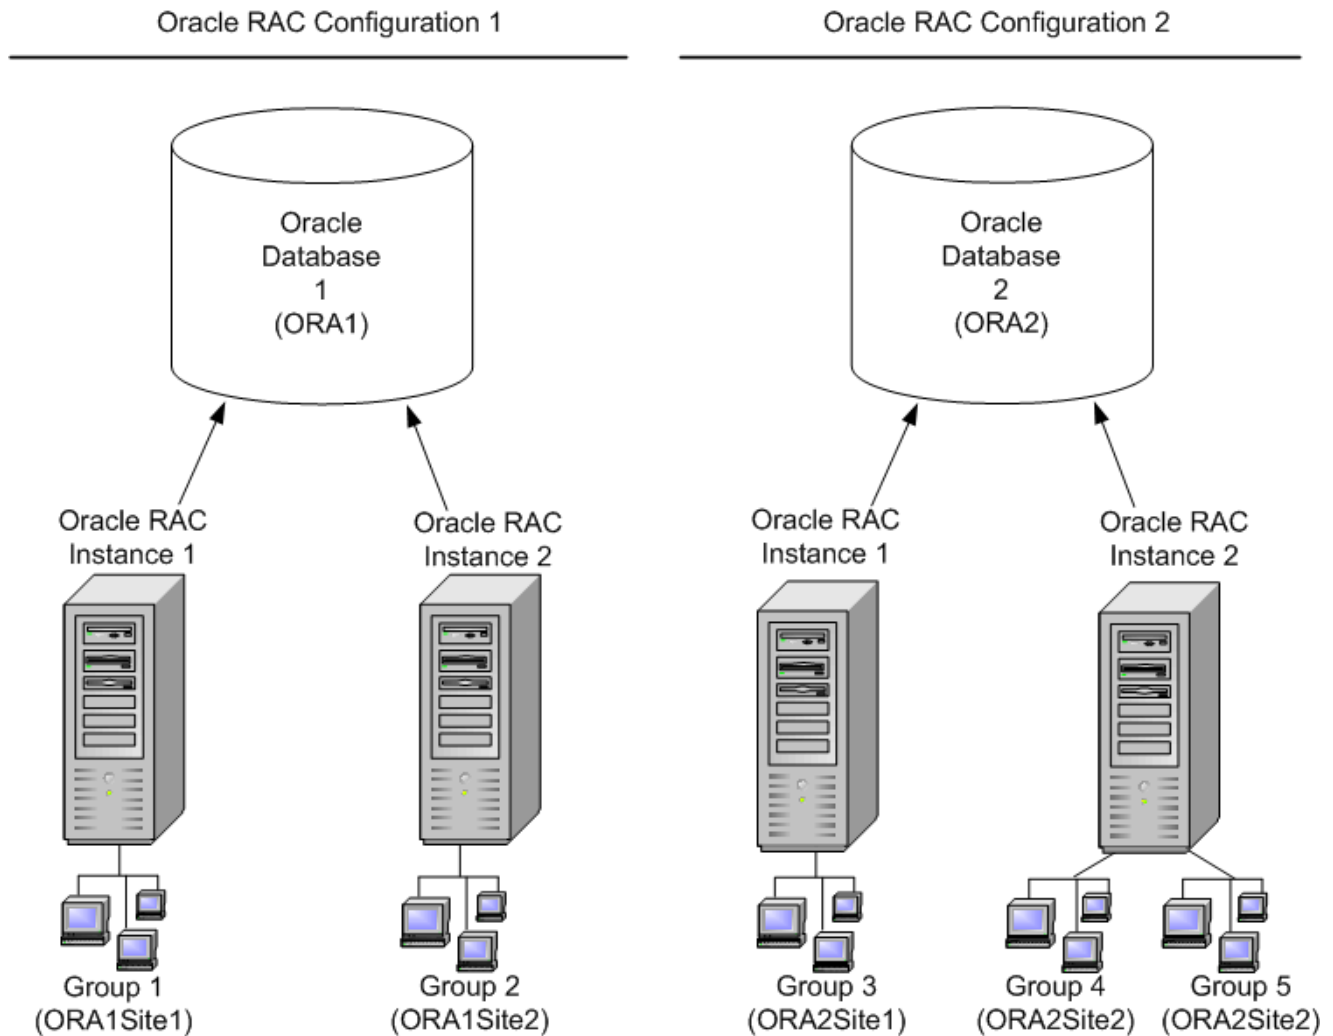 Oracle RAC Configuration 1
Oracle RAC Configuration 2
Oracle
Database
1
(ORA1)
Oracle
Database
2
(ORA2)
Oracle RAC
Instance 1
Oracle RAC
Instance 2
Oracle RAC
Instance 1
Oracle RAC
Instance 2
Group 1
(ORA1Site1)
Group 2
(ORA1Site2)
Group 3
(ORA2Site1)
Group 4
(ORA2Site2)
Group 5
(ORA2Site2)